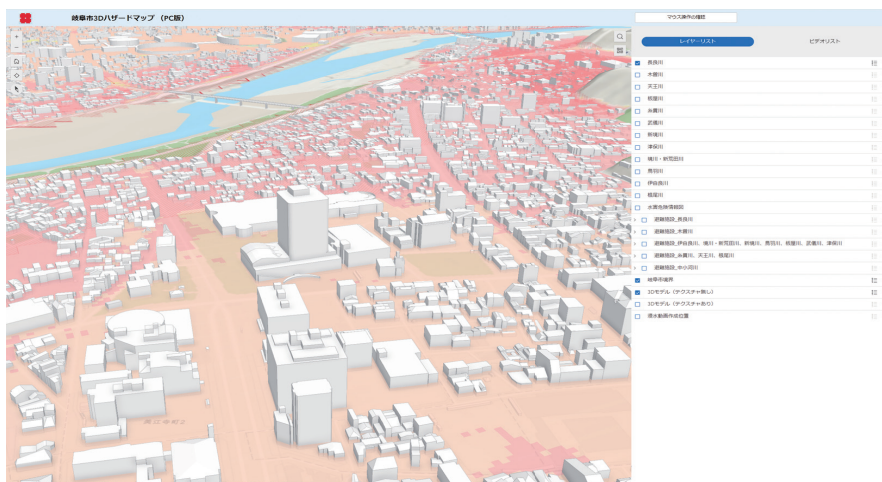 岐阜市3Dハザードマップ（PC版）
マウス操作の確認
レイヤーリスト
ビデオリスト
長良川
木曽川
天王川
板屋川
糸貫川
武儀川
新境川
津保川
境川・新荒田川
鳥羽川
伊自良川
根尾川
水害危険情報図
避難施設_長良川
避難施設_木曽川
避難施設_伊自良川、境川・新荒田川、新境川、鳥羽川、板屋川、武儀川、津保川
避難施設_糸貫川、天王川、根尾川
避難施設_中小河川
岐阜市境界
3Dモデル（テクスチャ無し）
3Dモデル（テクスチャあり）
浸水動画作成位置